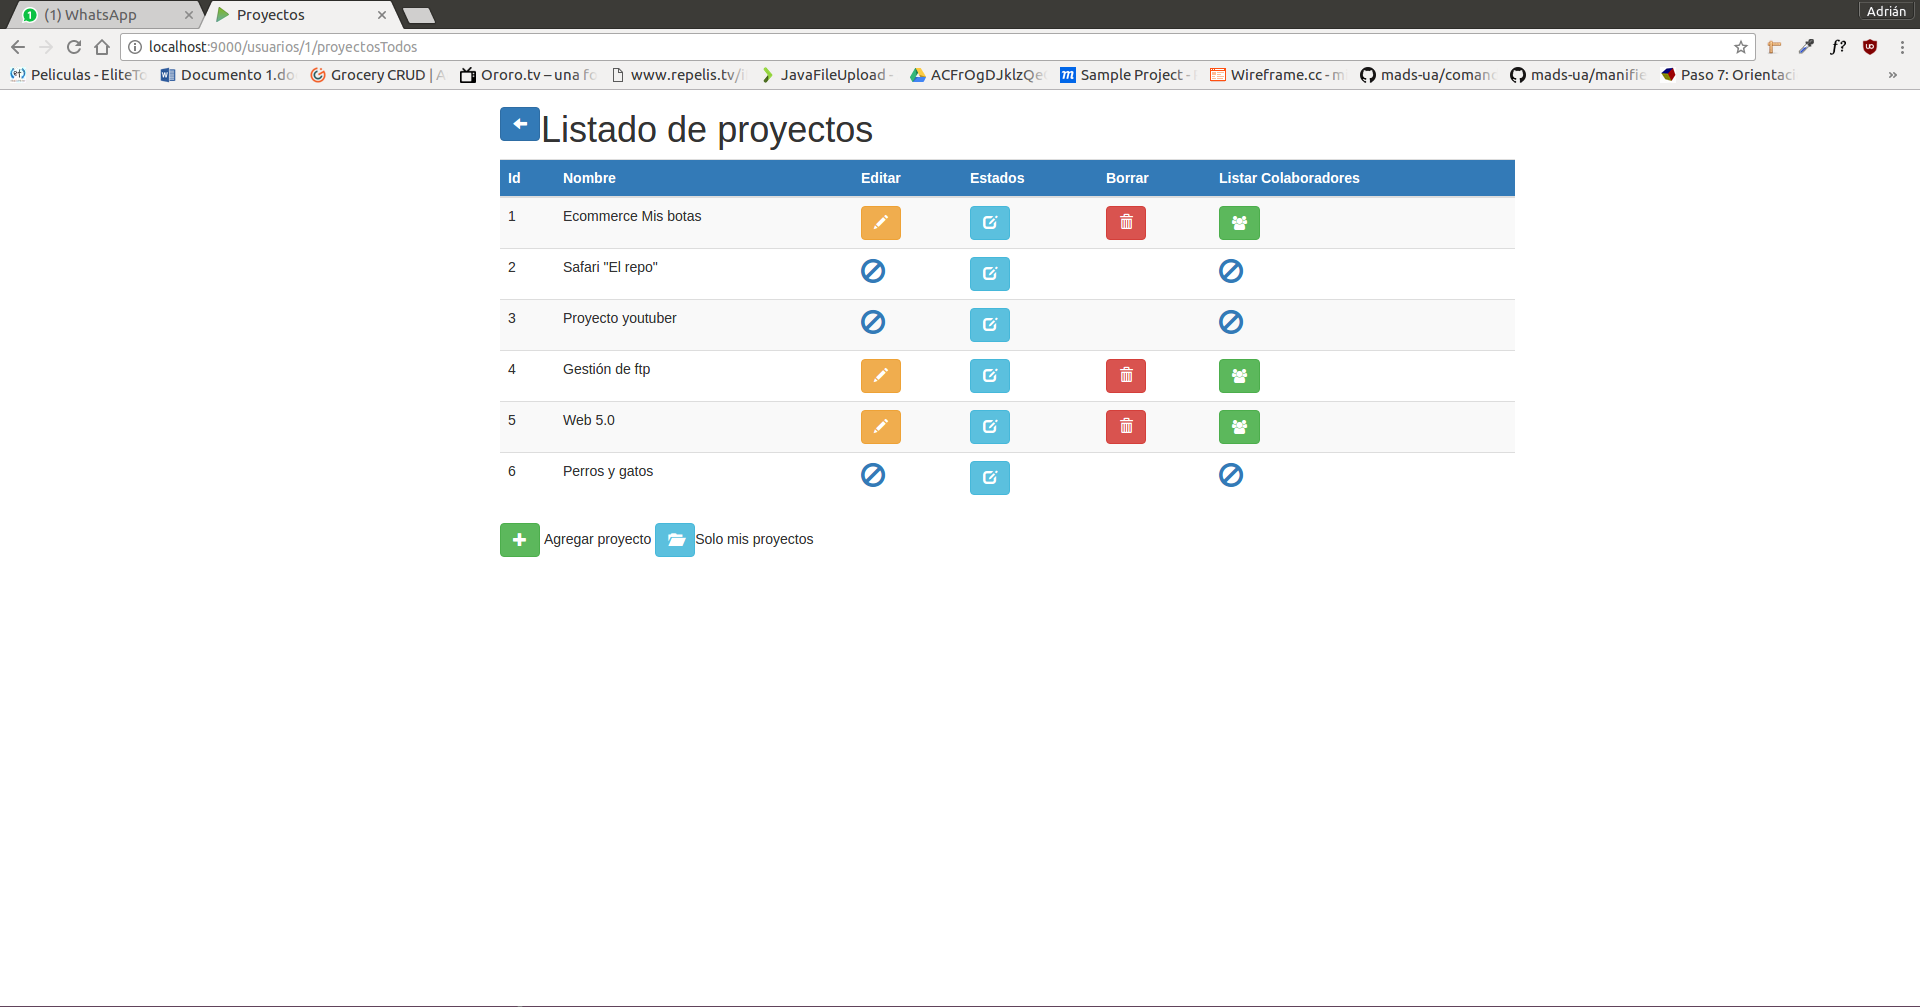 (1) WhatsApp
Proyectos
Adrián
localhost:9000/usuarios/1/proyectosTodos
f?
Peliculas - EliteTo
Documento 1.do
Grocery CRUD | A
Ororo.tv – una fo
www.repelis.tv/
JavaFileUpload -
ACFrOgDJklzQe
Sample Project -
Wireframe.cc - m
mads-ua/coman
mads-ua/manifie
Paso 7: Orientaci
»
Listado de proyectos
Id Nombre Editar Estados Borrar Listar Colaboradores
1 Ecommerce Mis botas
2 Safari "El repo"
3 Proyecto youtuber
4 Gestión de ftp
5 Web 5.0
6 Perros y gatos
Agregar proyecto Solo mis proyectos